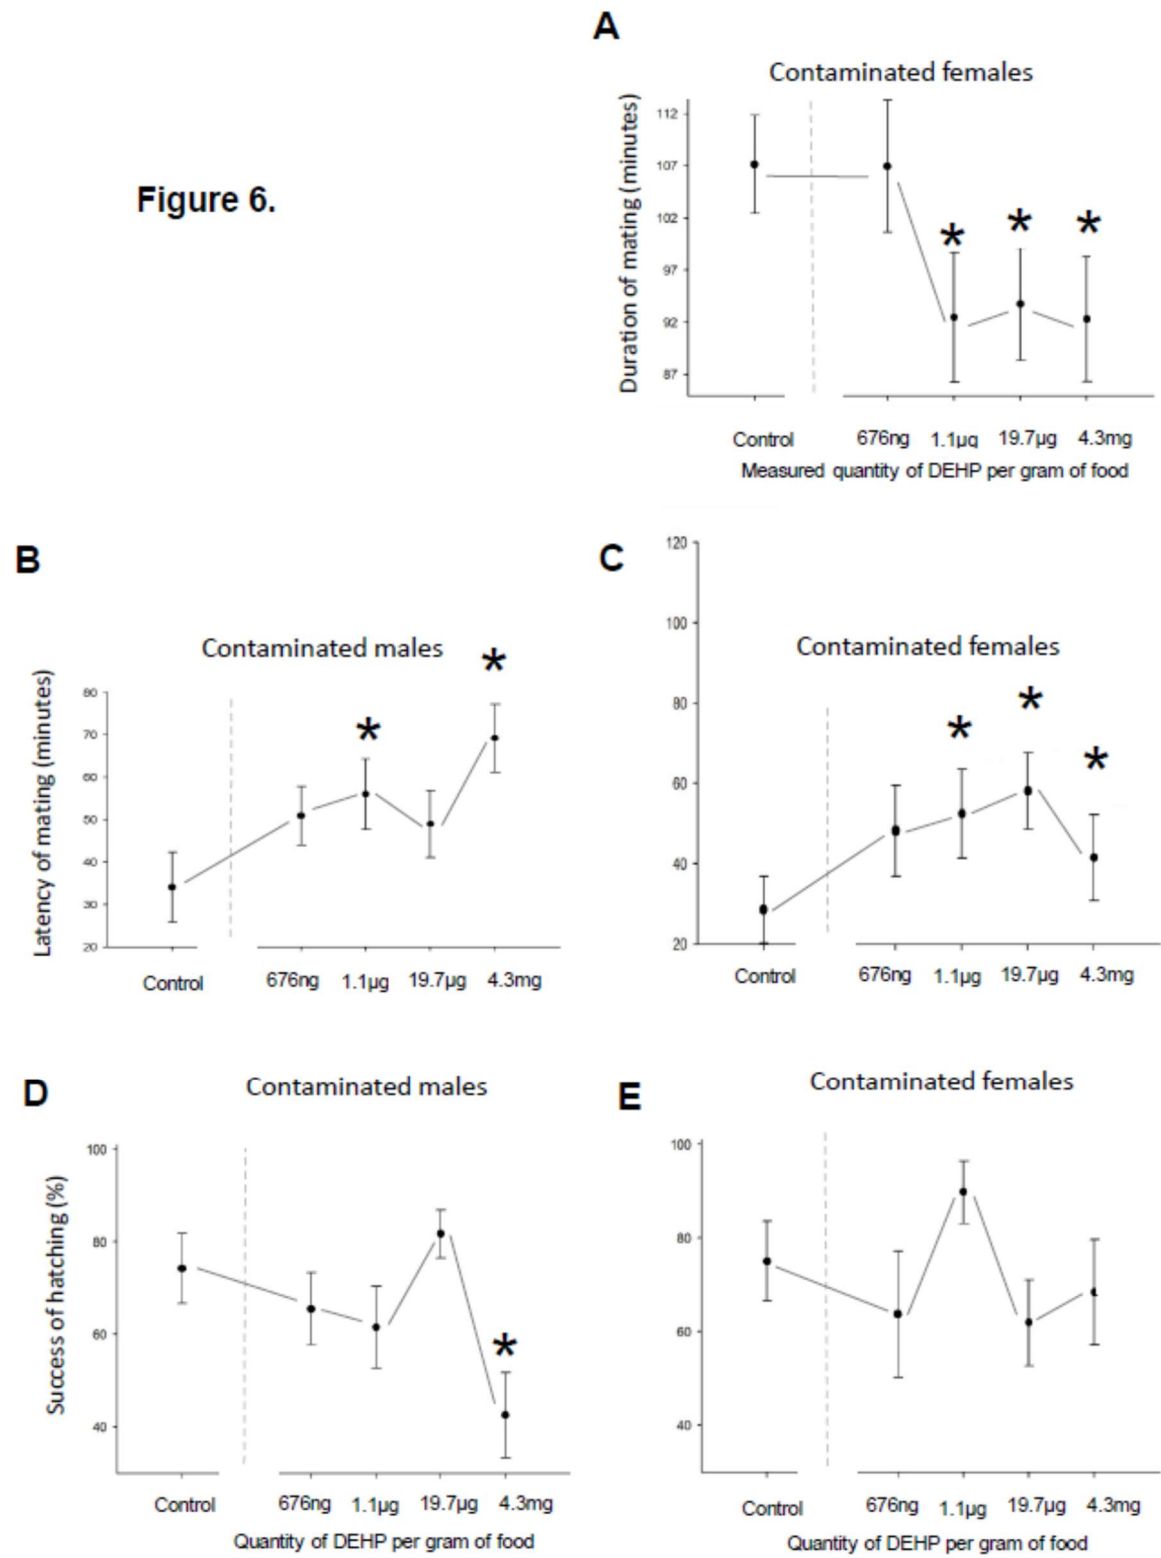 A
Contaminated females
Figure 6.
Duration of mating (minutes)
112
107
102
97
92
87
*
*
*
Control 676ng 1.1µg 19.7µg 4.3mg
Measured quantity of DEHP per gram of food
B
Contaminated males
Latency of mating (minutes)
80
70
60
50
40
30
20
*
*
Control 676ng 1.1µg 19.7µg 4.3mg
C
Contaminated females
120
100
80
60
40
20
*
*
*
Control 676ng 1.1µg 19.7µg 4.3mg
D
Contaminated males
Success of hatching (%)
100
80
60
40
*
Control 676ng 1.1µg 19.7µg 4.3mg
Quantity of DEHP per gram of food
E
Contaminated females
100
80
60
40
Control 676ng 1.1µg 19.7µg 4.3mg
Quantity of DEHP per gram of food